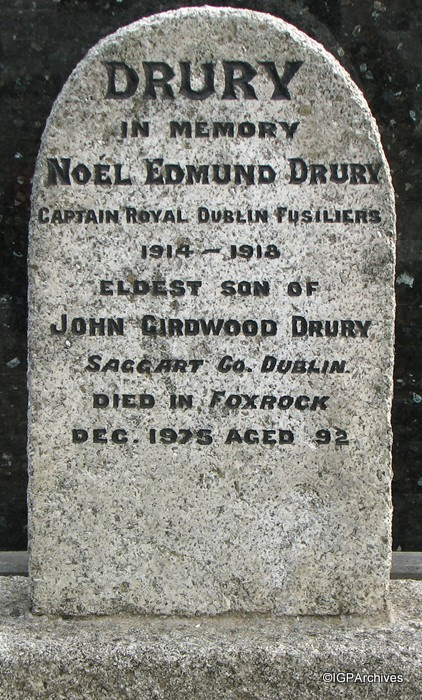 DRURY
IN MEMORY
NOËL EDMUND DRURY
CAPTAIN ROYAL DUBLIN FUSILIERS
1914 – 1918
ELDEST SON OF
JOHN GIRDWOOD DRURY
SAGGART CO. DUBLIN
DIED IN FOXROCK
DEC. 1975 AGED 92
©IGPArchives